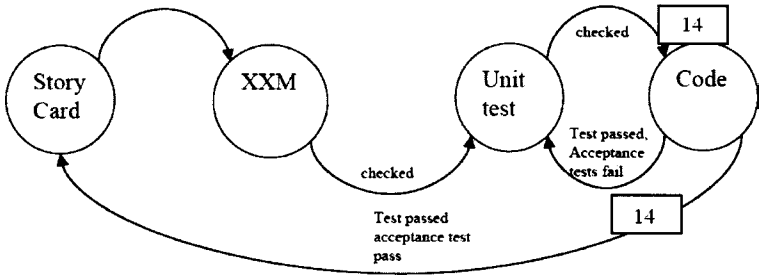 Story
Card
XXM
checked
Unit
test
checked
14
Code
Test passed,
Acceptance
tests fail
14
Test passed
acceptance test
pass